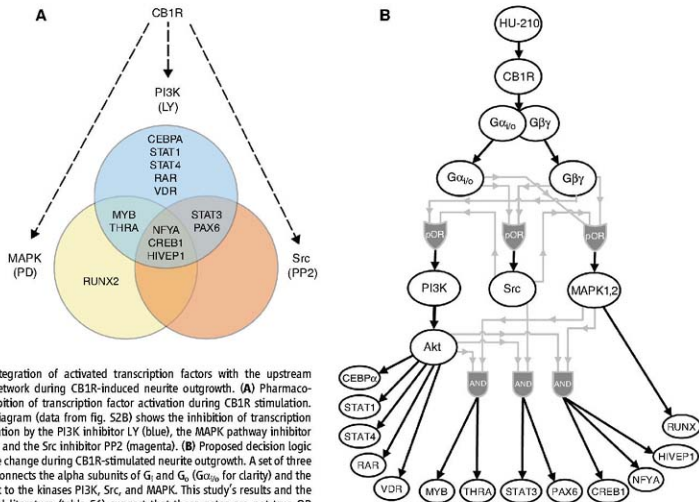 A
CB1R
PI3K
(LY)
CEBPA
STAT1
STAT4
RAR
VDR
MYB
THRA
NFYA
CREB1
HIVEP1
STAT3
PAX6
RUNX2
MAPK
(PD)
Src
(PP2)
tegration of activated transcription factors with the upstream
etwork during CB1R-induced neurite outgrowth. (A) Pharmaco-
bition of transcription factor activation during CB1R stimulation.
iagram (data from fig. S2B) shows the inhibition of transcription
ation by the PI3K inhibitor LY (blue), the MAPK pathway inhibitor
and the Src inhibitor PP2 (magenta). (B) Proposed decision logic
e change during CB1R-stimulated neurite outgrowth. A set of three
onnects the alpha subunits of Gi and Go (Gαi/o for clarity) and the
t to the kinases PI3K, Src, and MAPK. This study's results and the
B
HU-210
CB1R
Gαi/o Gβγ
Gαi/o Gβγ
pOR pOR pOR
PI3K Src MAPK1,2
Akt
AND AND AND
CEBPα
STAT1
STAT4
RAR
VDR
MYB
THRA
STAT3
PAX6
CREB1
NFYA
HIVEP1
RUNX